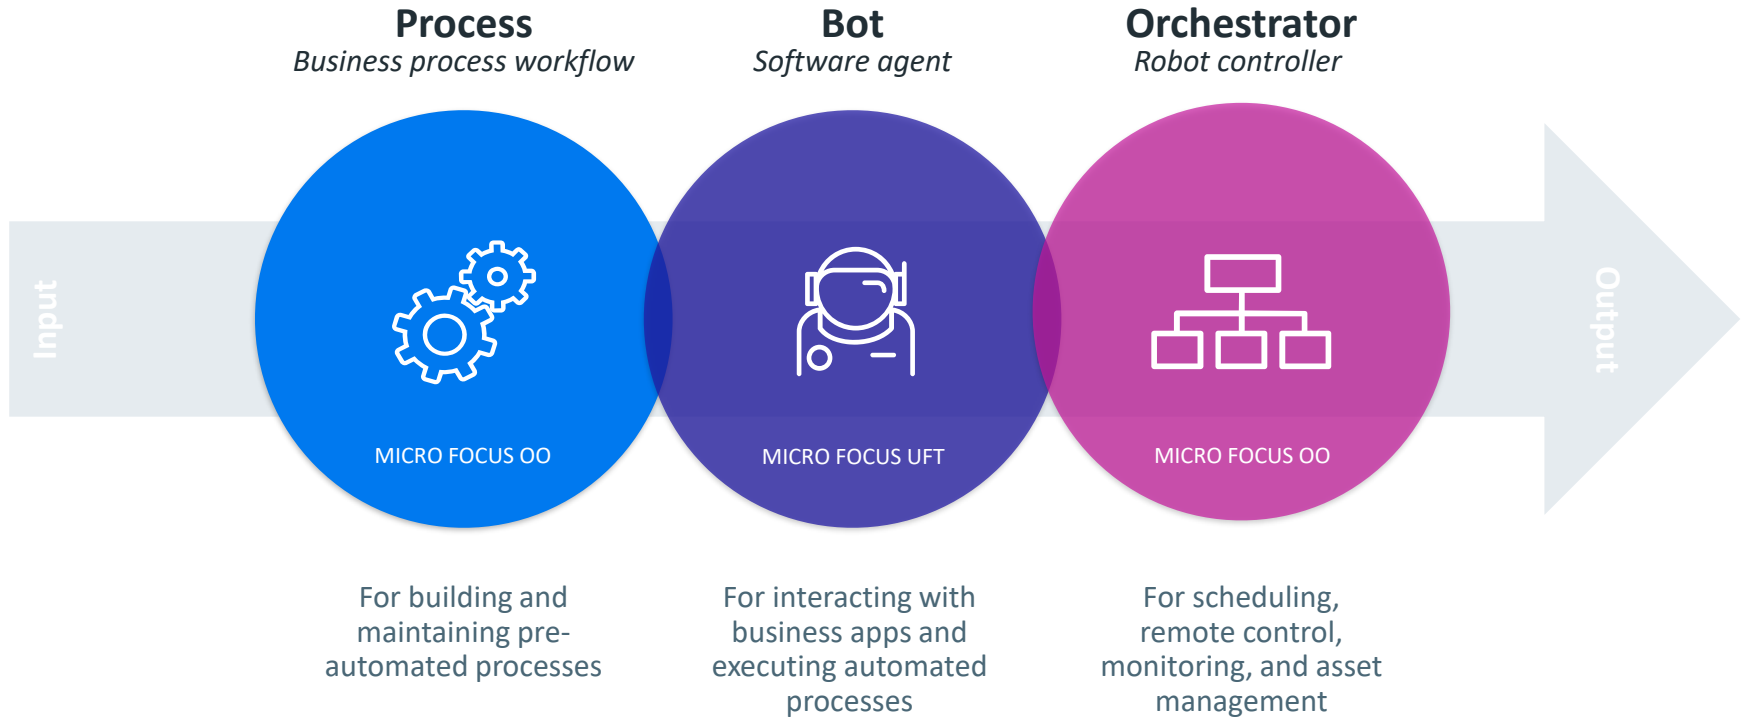 Process
Business process workflow
Bot
Software agent
Orchestrator
Robot controller
Input
MICRO FOCUS OO
MICRO FOCUS UFT
MICRO FOCUS OO
Output
For building and
maintaining pre-
automated processes
For interacting with
business apps and
executing automated
processes
For scheduling,
remote control,
monitoring, and asset
management